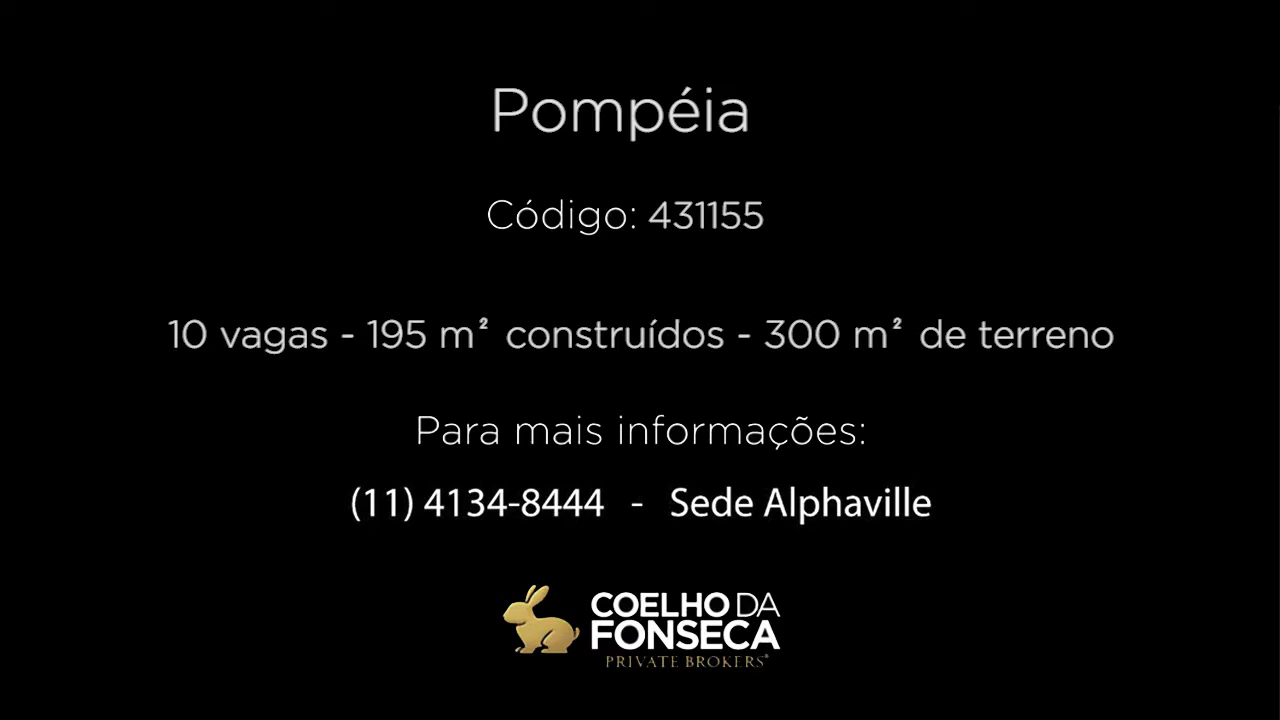 Pompéia
Código: 431155
10 vagas - 195 m² construídos - 300 m² de terreno
Para mais informações:
(11) 4134-8444 - Sede Alphaville
COELHO DA
FONSECA
PRIVATE BROKERS®